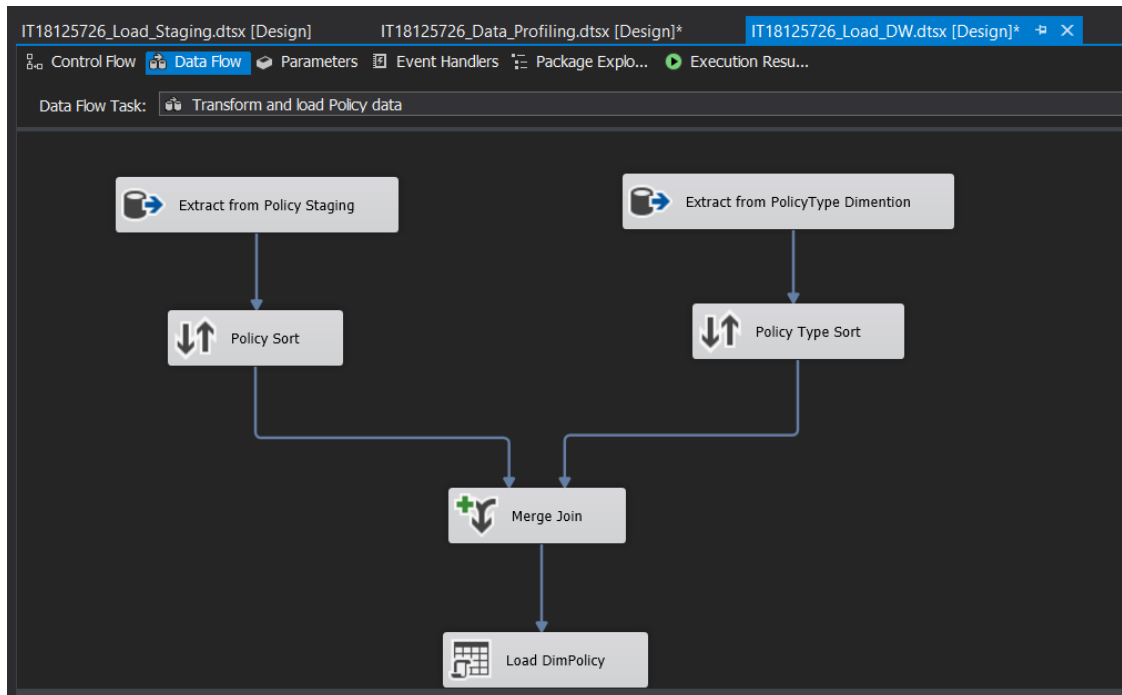 IT18125726_Load_Staging.dtsx [Design] IT18125726_Data_Profiling.dtsx [Design]* IT18125726_Load_DW.dtsx [Design]*
Control Flow Data Flow Parameters Event Handlers Package Explo... Execution Resu...
Data Flow Task: Transform and load Policy data
Extract from Policy Staging Extract from PolicyType Dimention
Policy Sort Policy Type Sort
Merge Join
Load DimPolicy